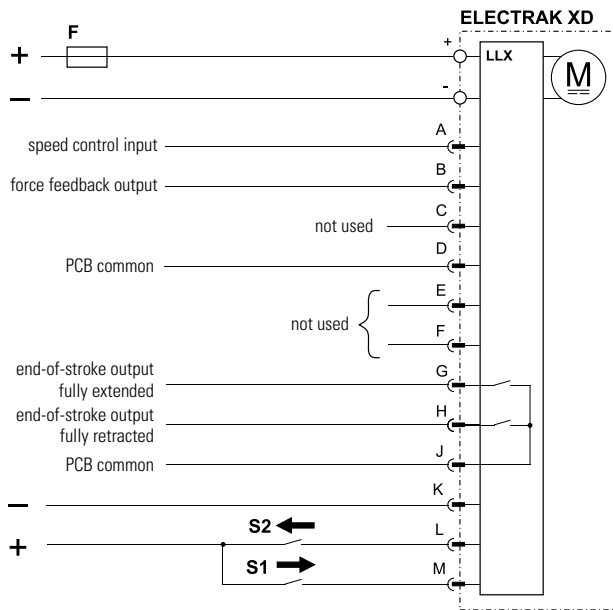 ELECTRAK XD
F
+
+
LLX
M
-
-
A
speed control input
B
force feedback output
C
not used
D
PCB common
E
not used
F
end-of-stroke output
fully extended
G
end-of-stroke output
fully retracted
H
PCB common
J
-
K
S2
L
+
S1
M